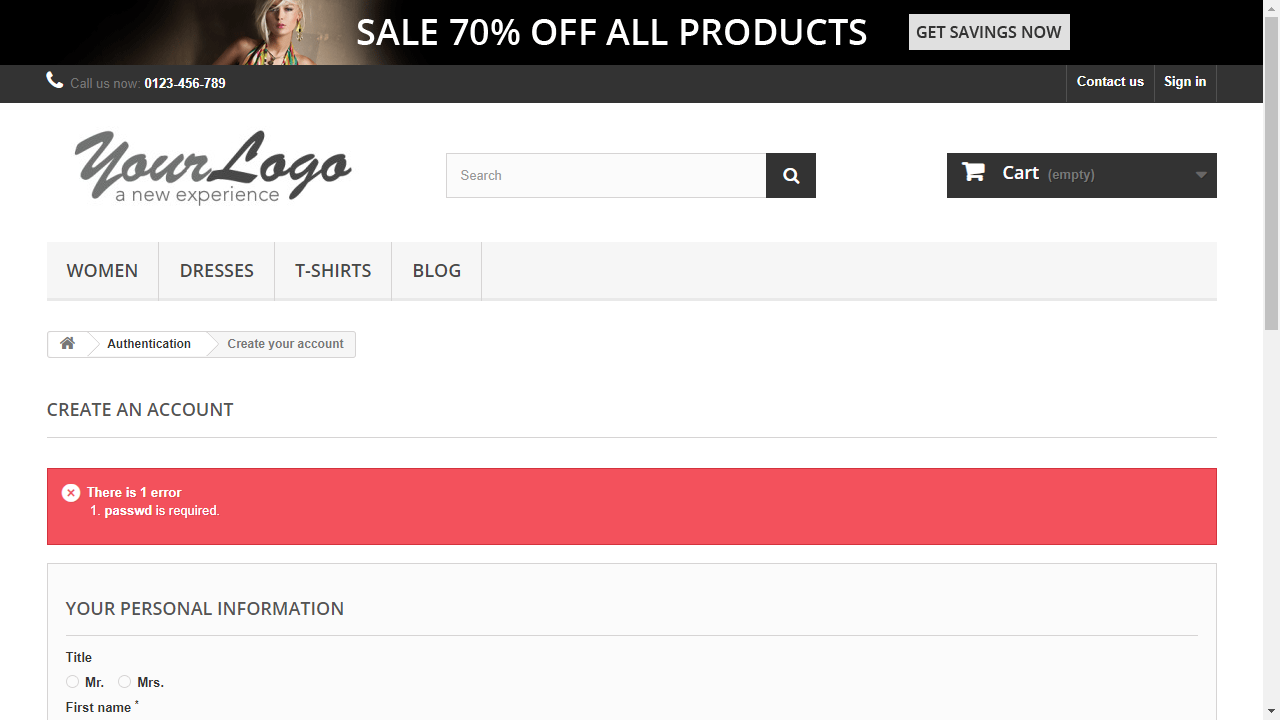 SALE 70% OFF ALL PRODUCTS GET SAVINGS NOW
Call us now: 0123-456-789 Contact us Sign in
YourLogo
a new experience
Search
Cart (empty)
WOMEN DRESSES T-SHIRTS BLOG
Authentication Create your account
CREATE AN ACCOUNT
There is 1 error
1. passwd is required.
YOUR PERSONAL INFORMATION
Title
Mr. Mrs.
First name *